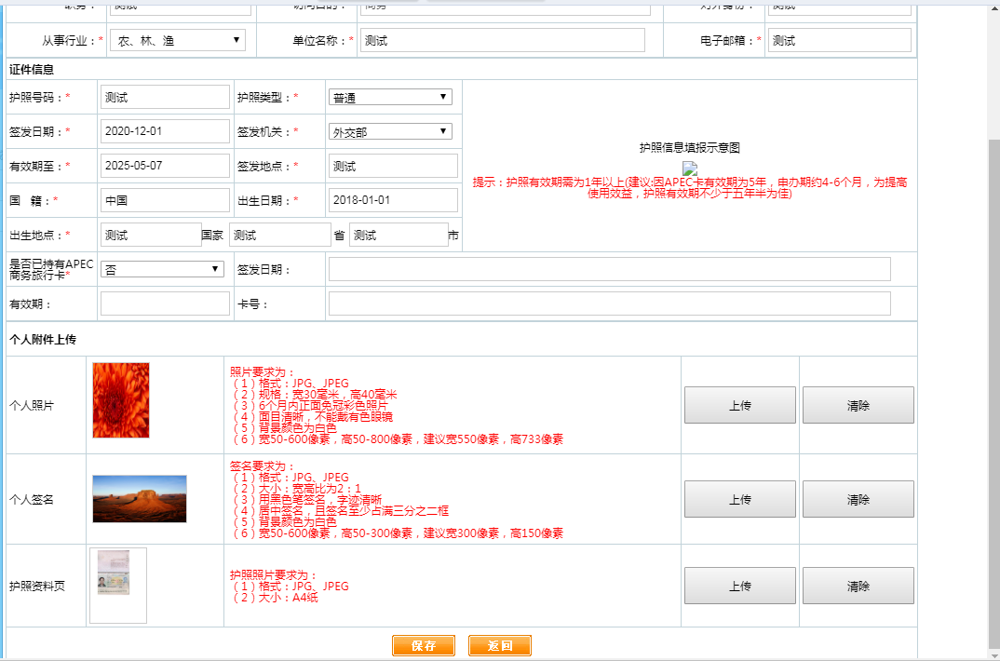 职务：* 测试 访问目的：* 商务 对外身份：* 测试
从事行业：* 农、林、渔 单位名称：* 测试 电子邮箱：* 测试
证件信息
护照号码：* 测试 护照类型：* 普通
签发日期：* 2020-12-01 签发机关：* 外交部
有效期至：* 2025-05-07 签发地点：* 测试
国 籍：* 中国 出生日期：* 2018-01-01
出生地点：* 测试 国家 测试 省 测试 市
护照信息填报示意图
提示：护照有效期需为1年以上(建议:因APEC卡有效期为5年，申办期约4-6个月，为提高
使用效益，护照有效期不少于五年半为佳)
是否已持有APEC
商务旅行卡* 否 签发日期：
有效期： 卡号：
个人附件上传
个人照片
照片要求为：
（1）格式：JPG、JPEG
（2）规格：宽30毫米，高40毫米
（3）6个月内正面免冠彩色照片
（4）面目清晰，不能戴有色眼镜
（5）背景颜色为白色
（6）宽50-600像素，高50-800像素，建议宽550像素，高733像素
上传 清除
个人签名
签名要求为：
（1）格式：JPG、JPEG
（2）大小：宽高比为2：1
（3）用黑色笔签名，字迹清晰
（4）居中签名，且签名至少占满三分之二框
（5）背景颜色为白色
（6）宽50-600像素，高50-300像素，建议宽300像素，高150像素
上传 清除
护照资料页
护照照片要求为：
（1）格式：JPG、JPEG
（2）大小：A4纸
上传 清除
保存 返回